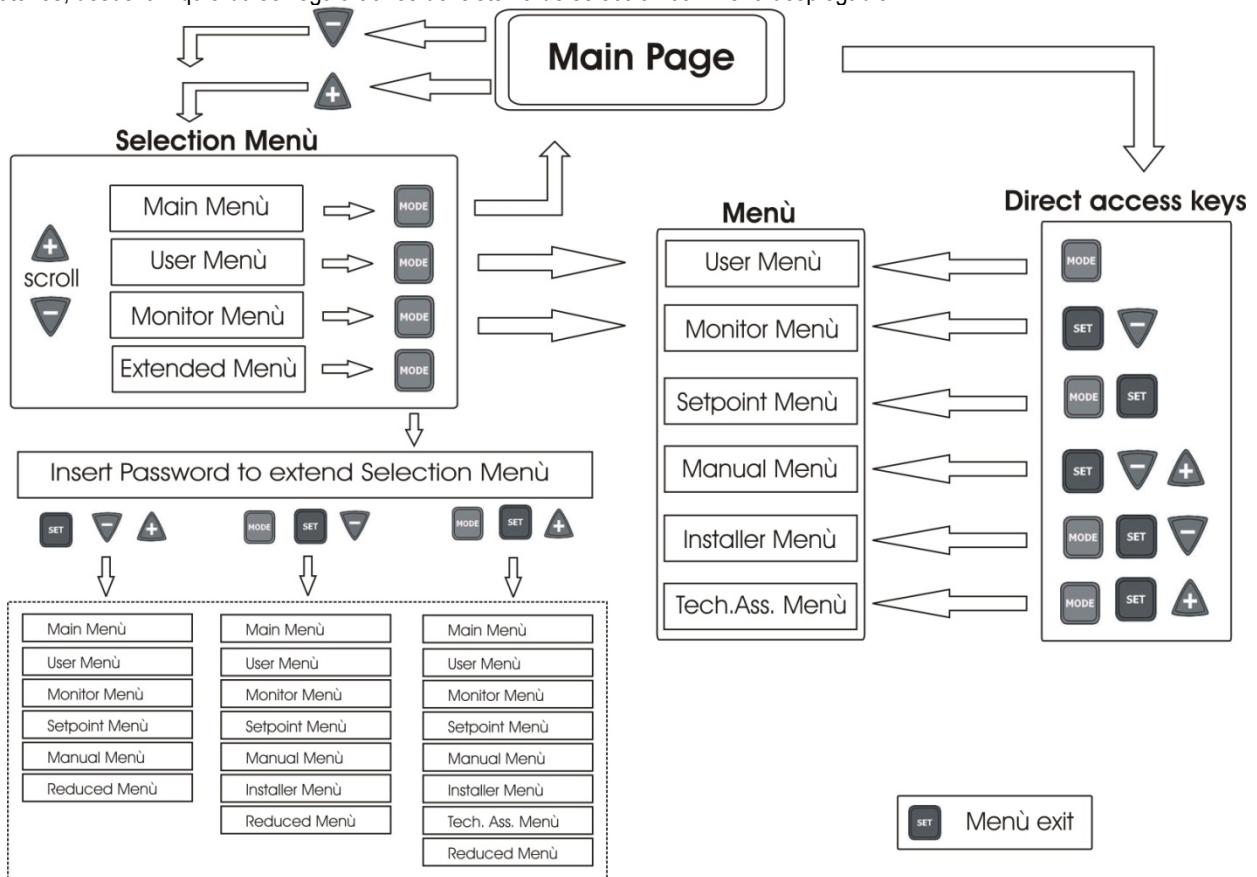 Main Page
Selection Menù
Main Menù
MODE
User Menù
MODE
scroll
Monitor Menù
MODE
Extended Menù
MODE
Insert Password to extend Selection Menù
SET
MODE SET
MODE SET
Main Menù
User Menù
Monitor Menù
Setpoint Menù
Manual Menù
Reduced Menù
Main Menù
User Menù
Monitor Menù
Setpoint Menù
Manual Menù
Installer Menù
Reduced Menù
Main Menù
User Menù
Monitor Menù
Setpoint Menù
Manual Menù
Installer Menù
Tech. Ass. Menù
Reduced Menù
Menù
User Menù
Monitor Menù
Setpoint Menù
Manual Menù
Installer Menù
Tech.Ass. Menù
Direct access keys
MODE
SET
MODE SET
SET
MODE SET
MODE SET
SET Menù exit